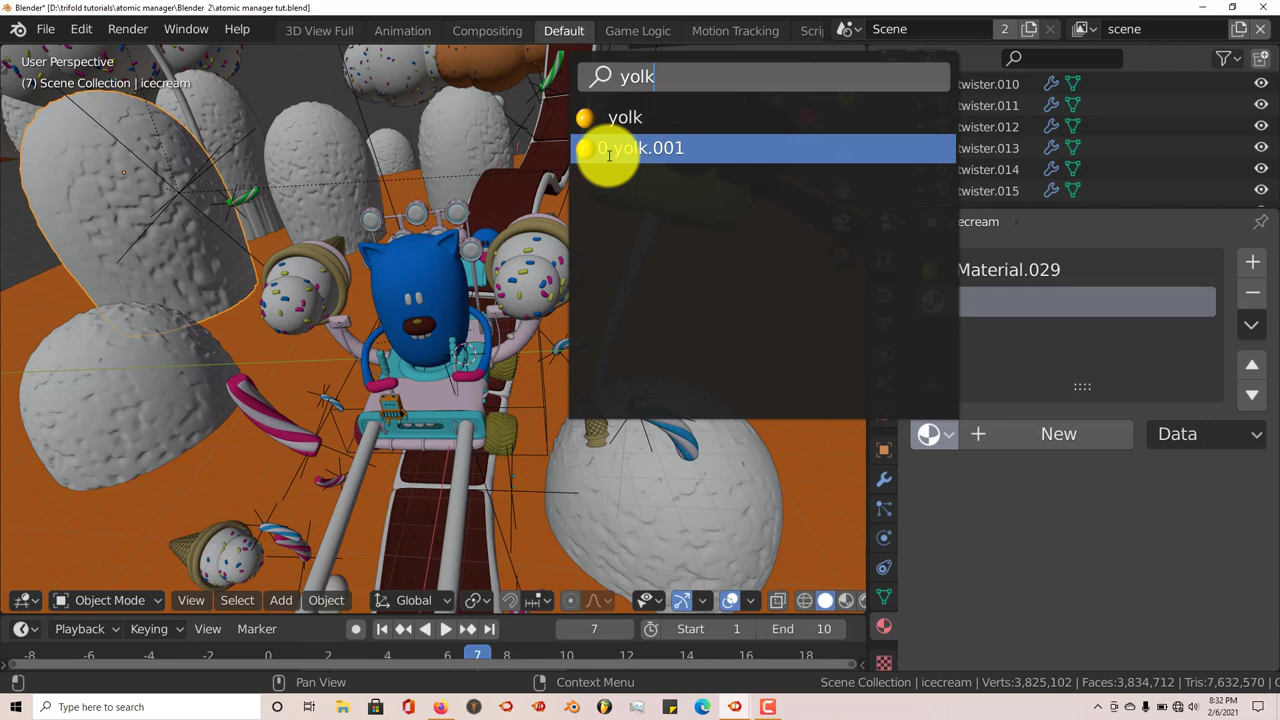 Blender* [D:\trifold tutorials\atomic manager\Blender 2\atomic manager tut.blend]
File Edit Render Window Help 3D View Full Animation Compositing Default Game Logic Motion Tracking Scri Scene 2 scene
User Perspective
(7) Scene Collection | icecream
yolk
yolk
0 yolk.001
twister.010
twister.011
twister.012
twister.013
twister.014
twister.015
ecream
Material.029
New Data
Object Mode View Select Add Object Global
Playback Keying View Marker 7 Start 1 End 10
-8 -6 -4 -2 0 2 4 6 7 8 10 12 14 16 18
Pan View Context Menu Scene Collection | icecream | Verts:3,825,102 | Faces:3,834,712 | Tris:7,632,570 |
Type here to search
8:32 PM
2/6/2021